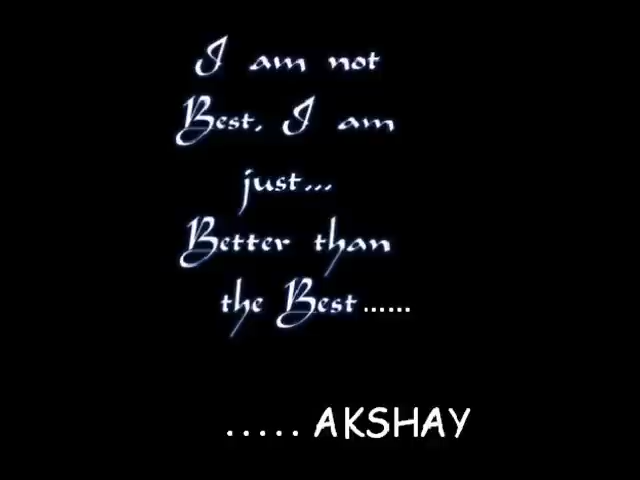 I am not
Best, I am
just...
Better than
the Best......
..... AKSHAY